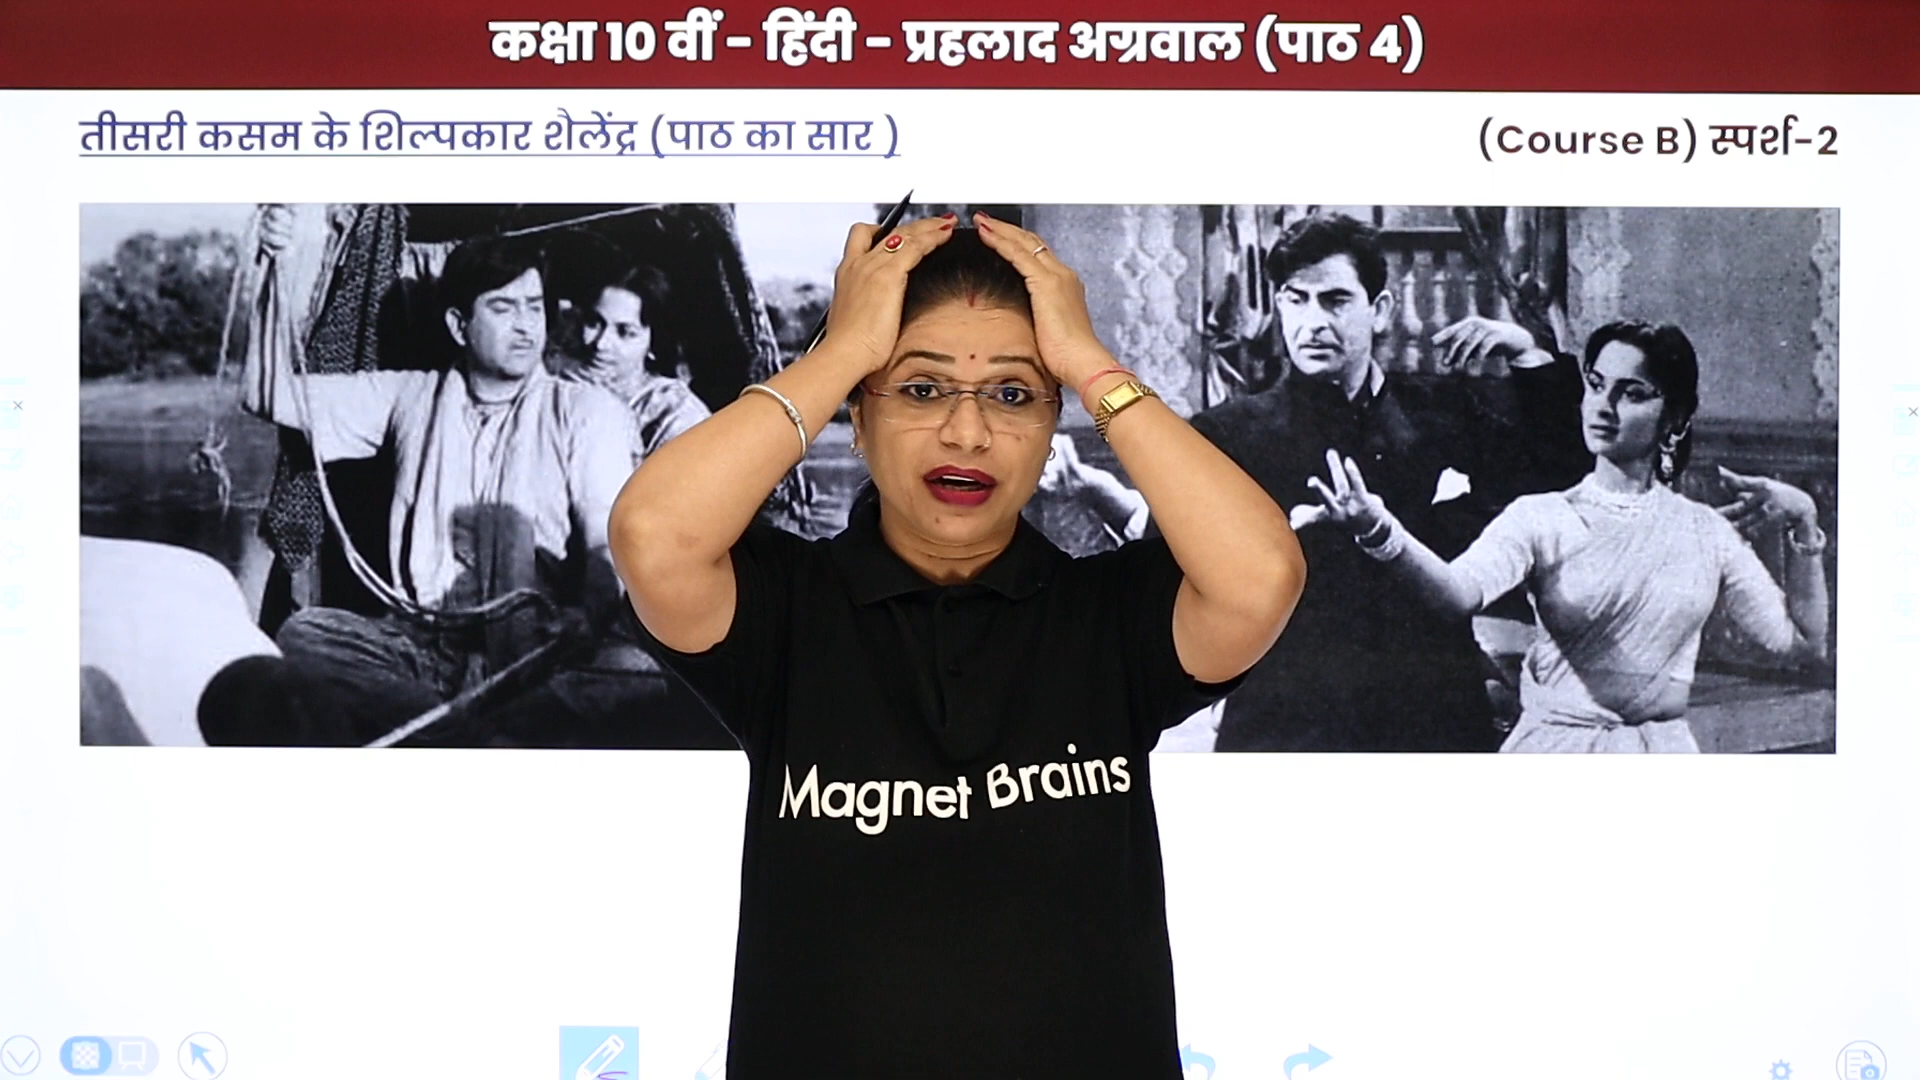 कक्षा 10 वीं - हिंदी - प्रहलाद अग्रवाल (पाठ 4)
तीसरी कसम के शिल्पकार शैलेंद्र (पाठ का सार )
(Course B) स्पर्श-2
Magnet Brains